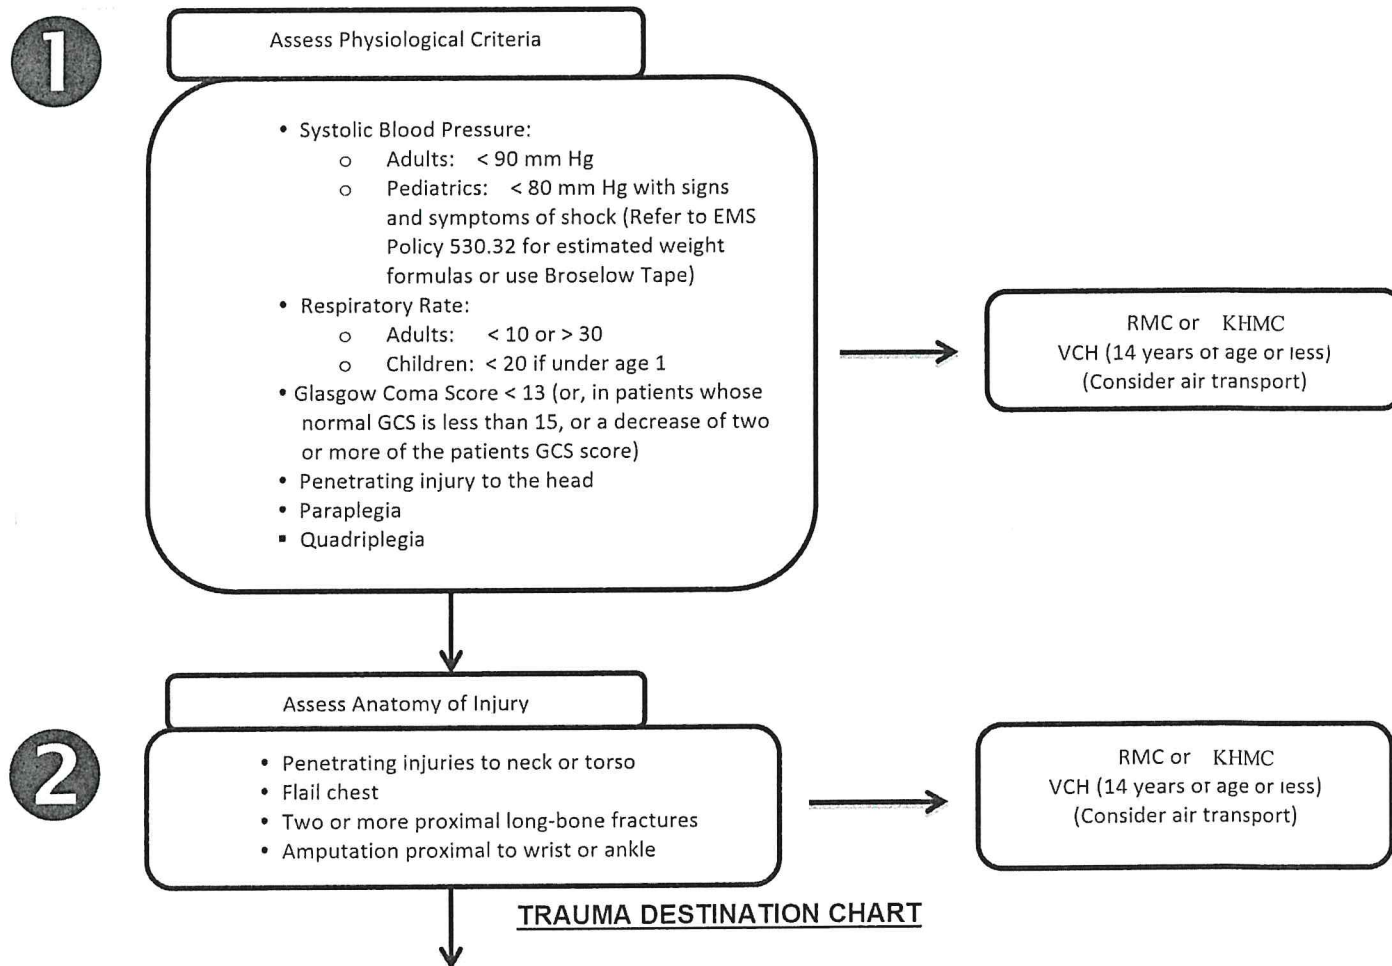 1
Assess Physiological Criteria
• Systolic Blood Pressure:
o Adults: < 90 mm Hg
o Pediatrics: < 80 mm Hg with signs
and symptoms of shock (Refer to EMS
Policy 530.32 for estimated weight
formulas or use Broselow Tape)
• Respiratory Rate:
o Adults: < 10 or > 30
o Children: < 20 if under age 1
• Glasgow Coma Score < 13 (or, in patients whose
normal GCS is less than 15, or a decrease of two
or more of the patients GCS score)
• Penetrating injury to the head
• Paraplegia
▪ Quadriplegia
RMC or KHMC
VCH (14 years of age or less)
(Consider air transport)
2
Assess Anatomy of Injury
• Penetrating injuries to neck or torso
• Flail chest
• Two or more proximal long-bone fractures
• Amputation proximal to wrist or ankle
RMC or KHMC
VCH (14 years of age or less)
(Consider air transport)
TRAUMA DESTINATION CHART